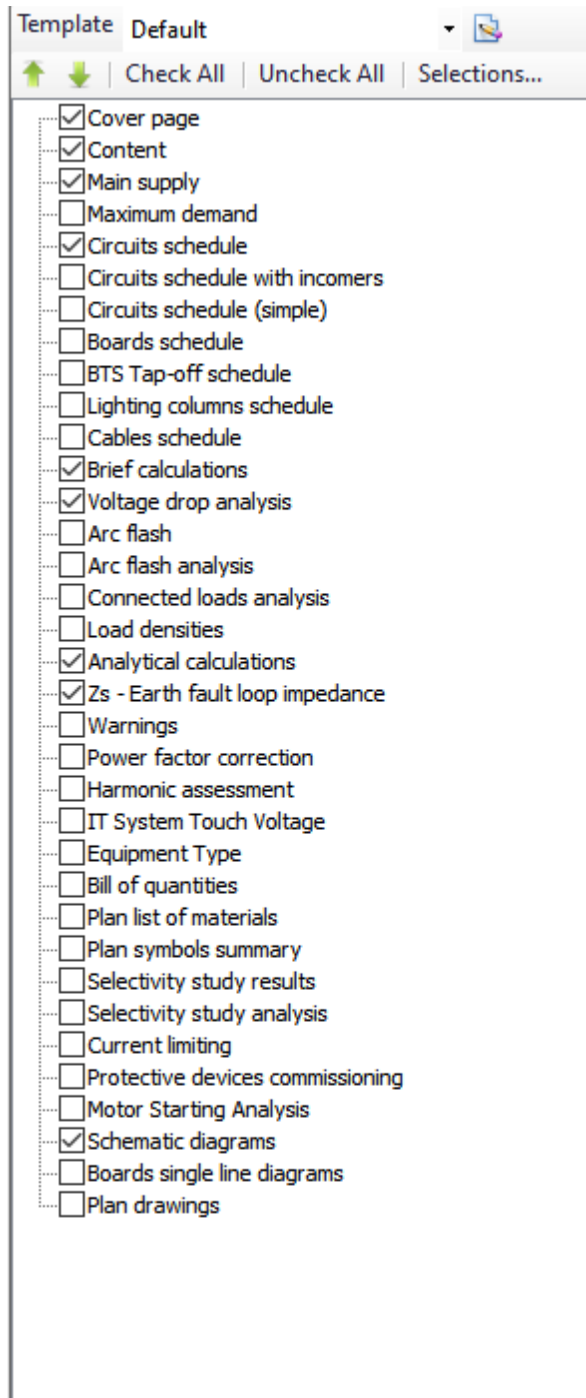 Template Default
Check All Uncheck All Selections...
Cover page
Content
Main supply
Maximum demand
Circuits schedule
Circuits schedule with incomers
Circuits schedule (simple)
Boards schedule
BTS Tap-off schedule
Lighting columns schedule
Cables schedule
Brief calculations
Voltage drop analysis
Arc flash
Arc flash analysis
Connected loads analysis
Load densities
Analytical calculations
Zs - Earth fault loop impedance
Warnings
Power factor correction
Harmonic assessment
IT System Touch Voltage
Equipment Type
Bill of quantities
Plan list of materials
Plan symbols summary
Selectivity study results
Selectivity study analysis
Current limiting
Protective devices commissioning
Motor Starting Analysis
Schematic diagrams
Boards single line diagrams
Plan drawings